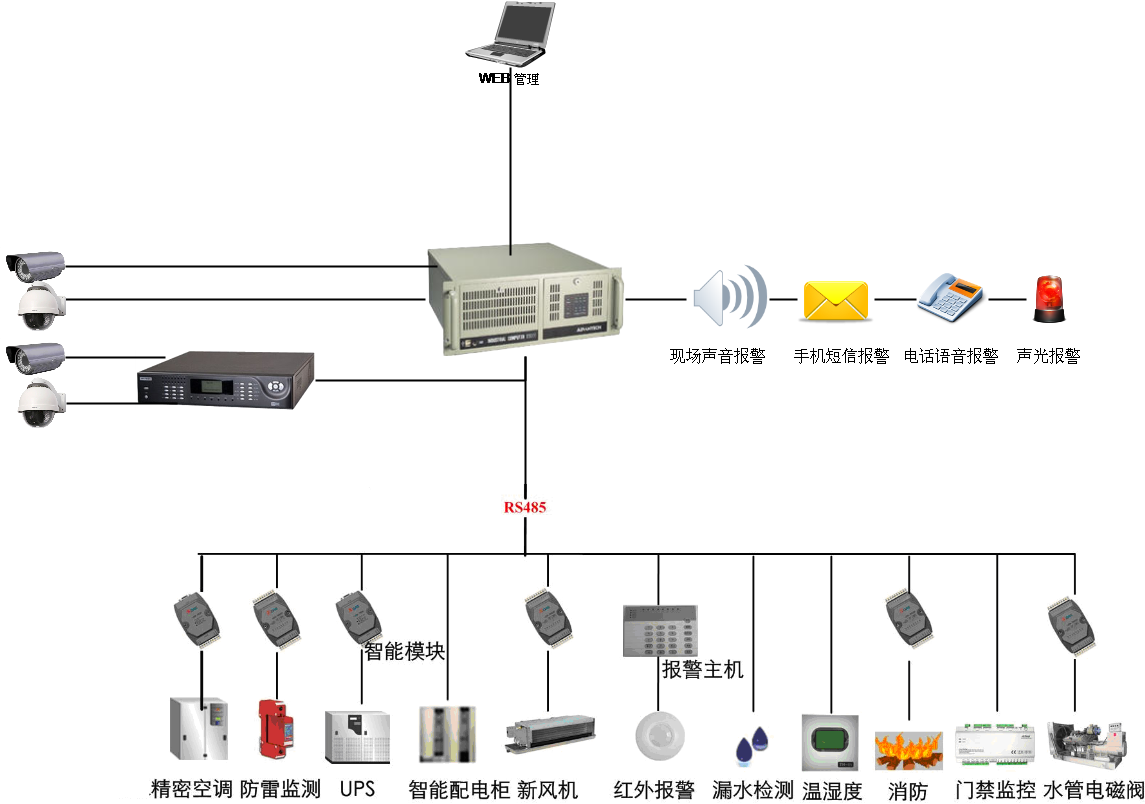 WEB 管理
现场声音报警
手机短信报警
电话语音报警
声光报警
RS485
智能模块
报警主机
精密空调
防雷监测
UPS
智能配电柜
新风机
红外报警
漏水检测
温湿度
消防
门禁监控
水管电磁阀